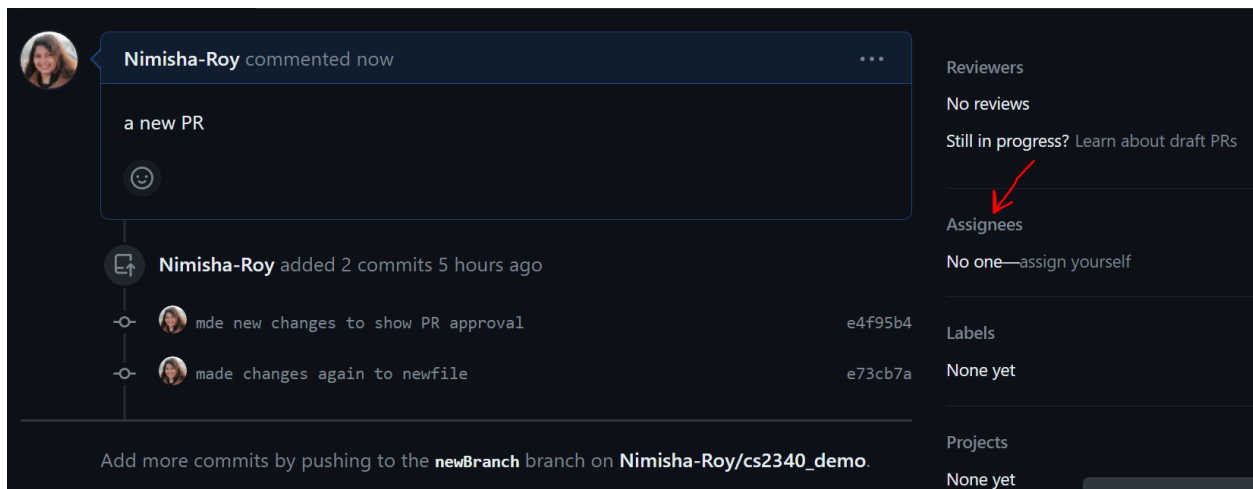 Nimisha-Roy commented now
a new PR
Nimisha-Roy added 2 commits 5 hours ago
mde new changes to show PR approval e4f95b4
made changes again to newfile e73cb7a
Add more commits by pushing to the newBranch branch on Nimisha-Roy/cs2340_demo.
Reviewers
No reviews
Still in progress? Learn about draft PRs
Assignees
No one—assign yourself
Labels
None yet
Projects
None yet